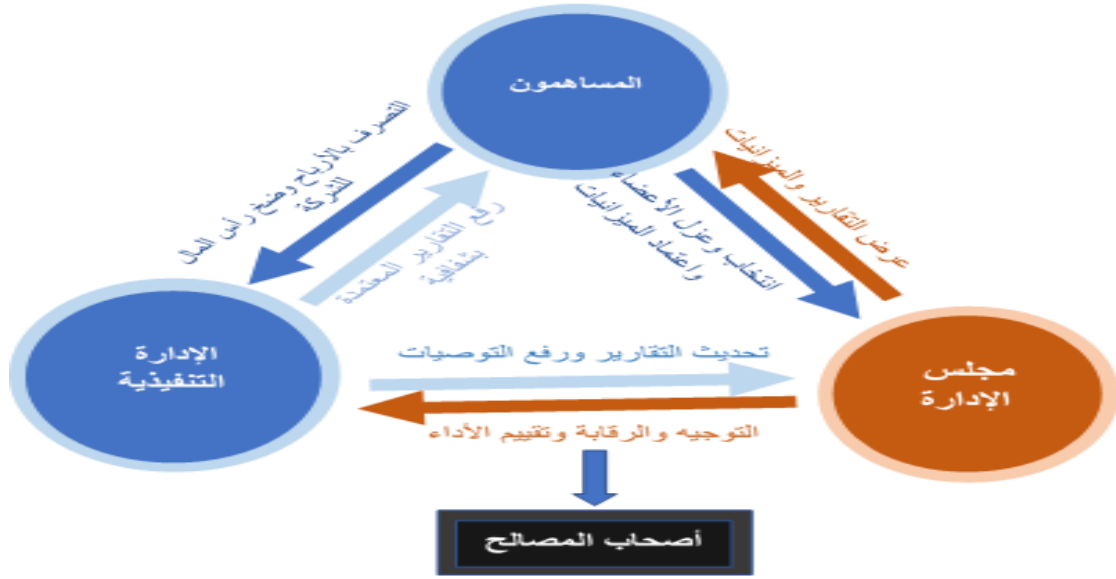 المساهمون
التصرف بالأرباح وضخ رأس المال
للشركة
رفع التقارير المعتمدة
بشفافية
عرض التقارير والميزانيات
انتخاب وعزل الأعضاء
واعتماد الميزانيات
الإدارة
التنفيذية
تحديث التقارير ورفع التوصيات
التوجيه والرقابة وتقييم الأداء
مجلس
الإدارة
أصحاب المصالح